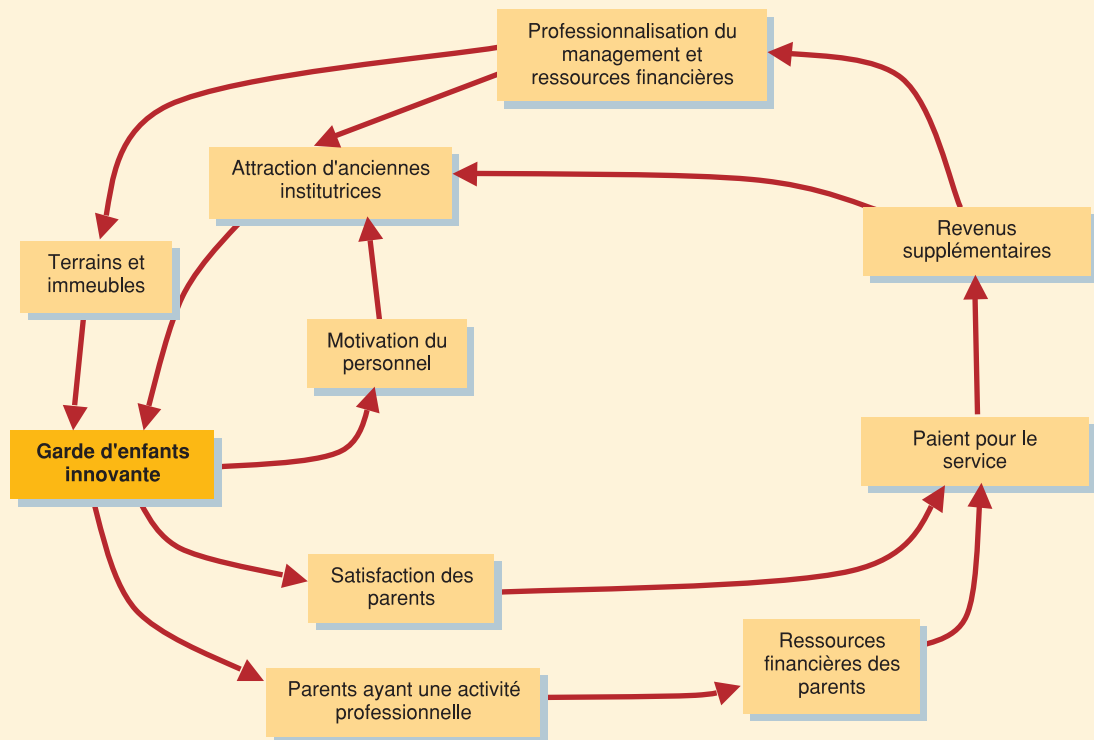 Professionnalisation du
management et
ressources financières
Attraction d'anciennes
institutrices
Revenus
supplémentaires
Terrains et
immeubles
Motivation du
personnel
Garde d'enfants
innovante
Paient pour le
service
Satisfaction des
parents
Ressources
financières des
parents
Parents ayant une activité
professionnelle